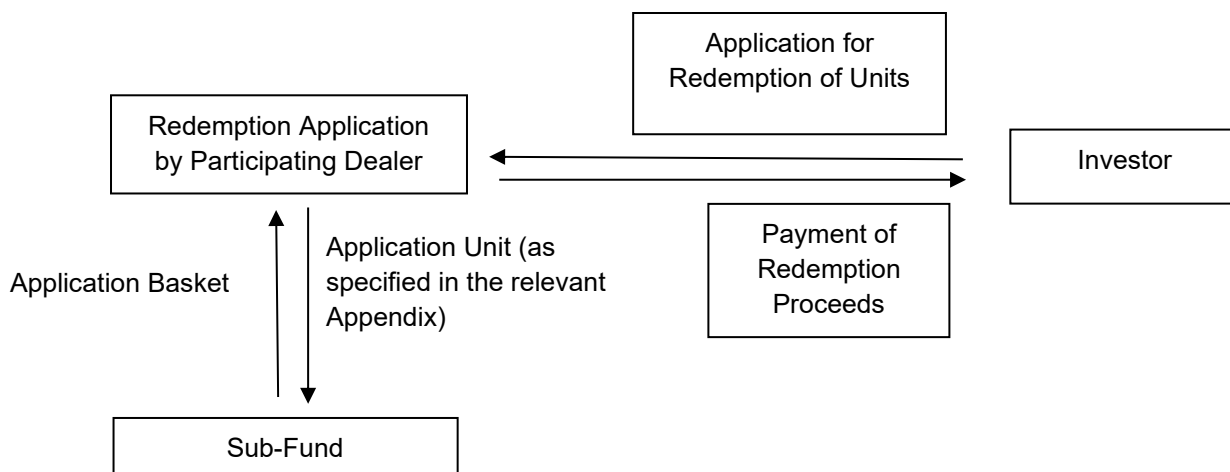 Application for
Redemption of Units
Redemption Application
by Participating Dealer
Investor
Payment of
Redemption
Proceeds
Application Unit (as
specified in the relevant
Appendix)
Application Basket
Sub-Fund